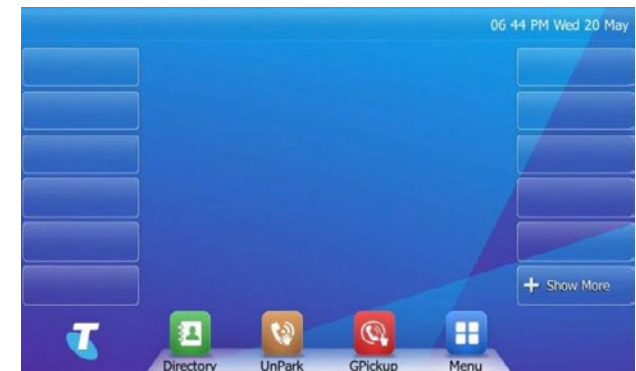 06 44 PM Wed 20 May
+ Show More
T
Directory UnPark GPickup Menu